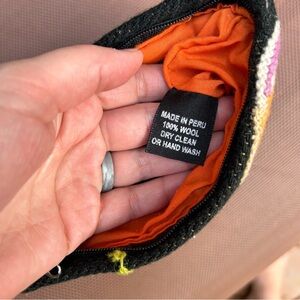 MADE IN PERU
100% WOOL
DRY CLEAN
OR HAND WASH